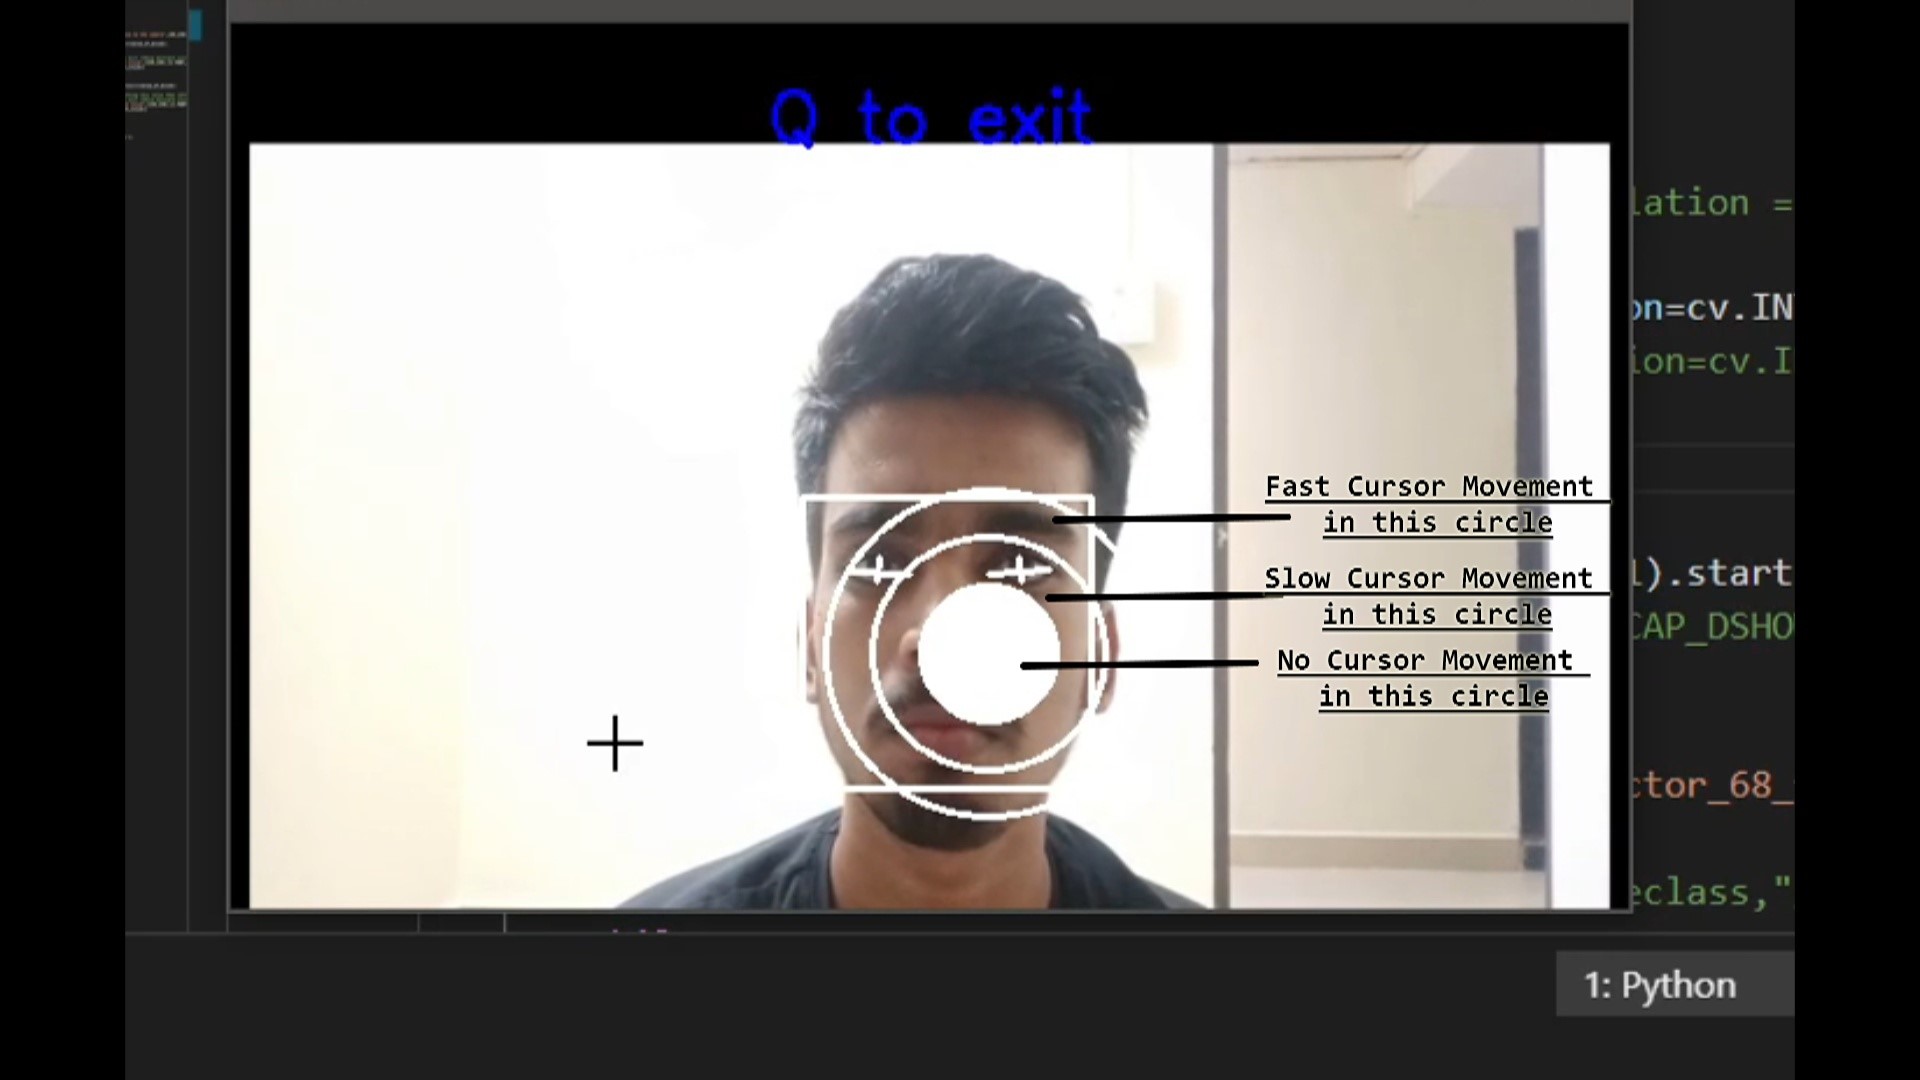 Q to exit
lation =
on=cv.IN
ion=cv.I
Fast Cursor Movement
in this circle
Slow Cursor Movement
in this circle
No Cursor Movement
in this circle
1).start
CAP_DSHO
ctor_68_
eclass,"
1: Python